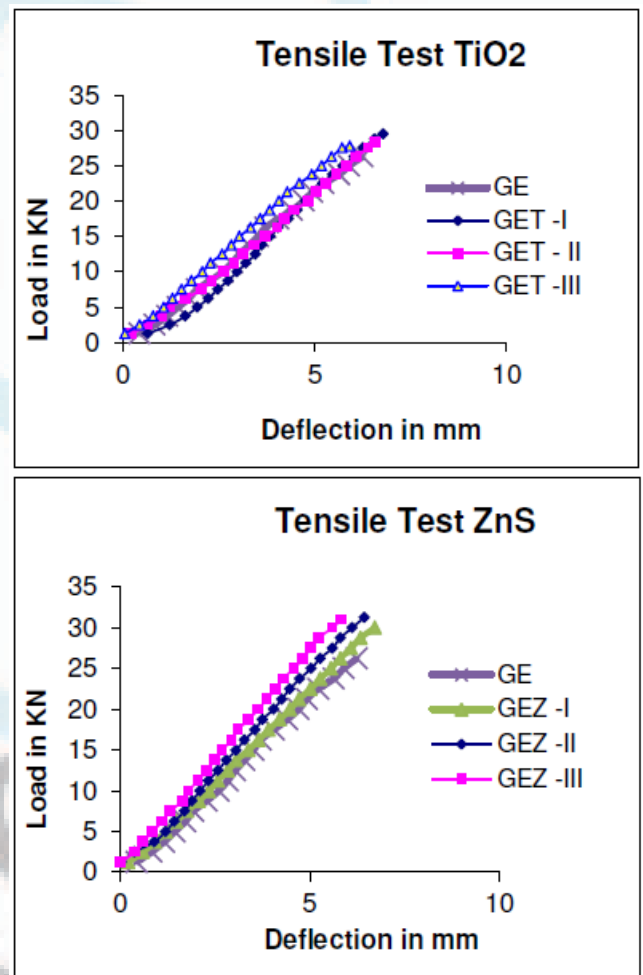 Tensile Test TiO2
35
30
25
20
15
10
5
0
Load in KN
0 5 10
Deflection in mm
GE
GET -I
GET - II
GET -III
Tensile Test ZnS
35
30
25
20
15
10
5
0
Load in KN
0 5 10
Deflection in mm
GE
GEZ -I
GEZ -II
GEZ -III